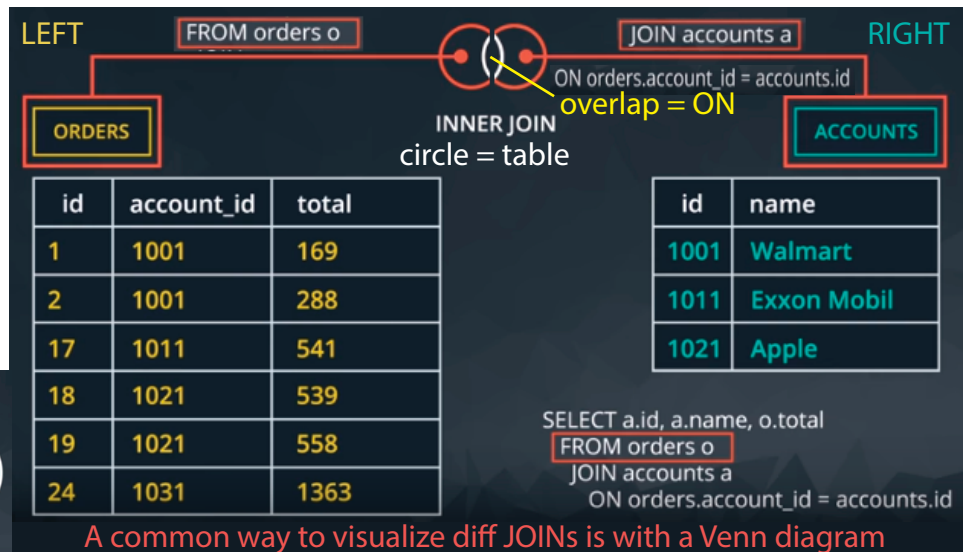 LEFT
FROM orders o
JOIN accounts a
RIGHT
ON orders.account_id = accounts.id
overlap = ON
ORDERS
INNER JOIN
ACCOUNTS
circle = table
id account_id total
1 1001 169
2 1001 288
17 1011 541
18 1021 539
19 1021 558
24 1031 1363
id name
1001 Walmart
1011 Exxon Mobil
1021 Apple
SELECT a.id, a.name, o.total
FROM orders o
JOIN accounts a
ON orders.account_id = accounts.id
A common way to visualize diff JOINs is with a Venn diagram